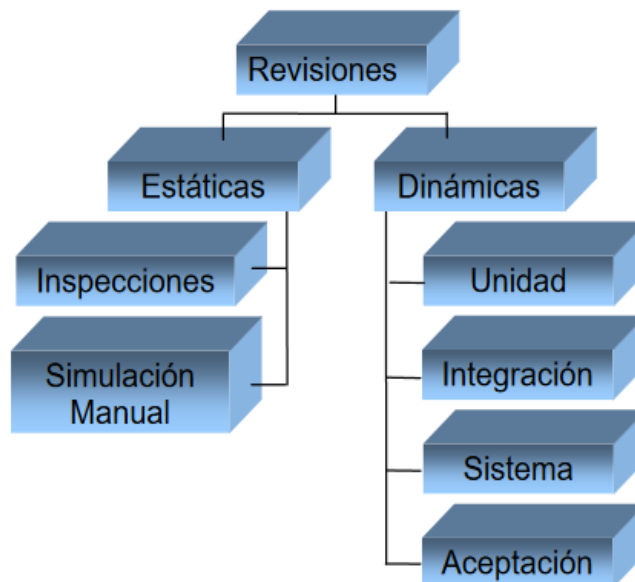 Revisiones
Estáticas
Dinámicas
Inspecciones
Simulación
Manual
Unidad
Integración
Sistema
Aceptación